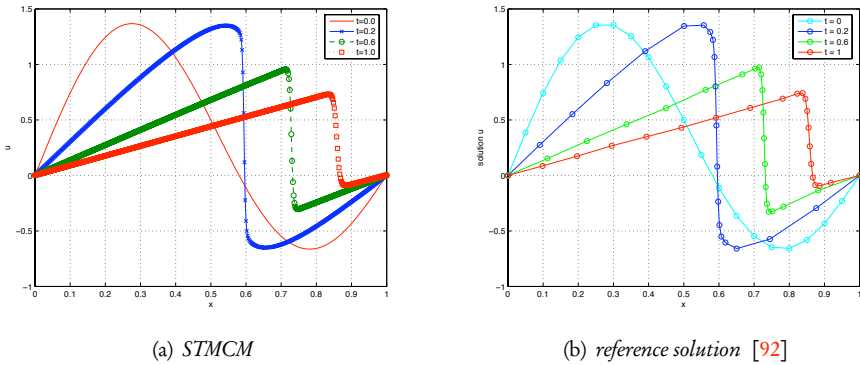 1.5
1
0.5
0
−0.5
−1
u
0
0.1
0.2
0.3
0.4
0.5
0.6
0.7
0.8
0.9
1
x
t=0.0
t=0.2
t=0.6
t=1.0
(a) STMCM
1.5
1
0.5
0
−0.5
−1
solution u
0
0.1
0.2
0.3
0.4
0.5
0.6
0.7
0.8
0.9
1
x
t = 0
t = 0.2
t = 0.6
t = 1
(b) reference solution [92]